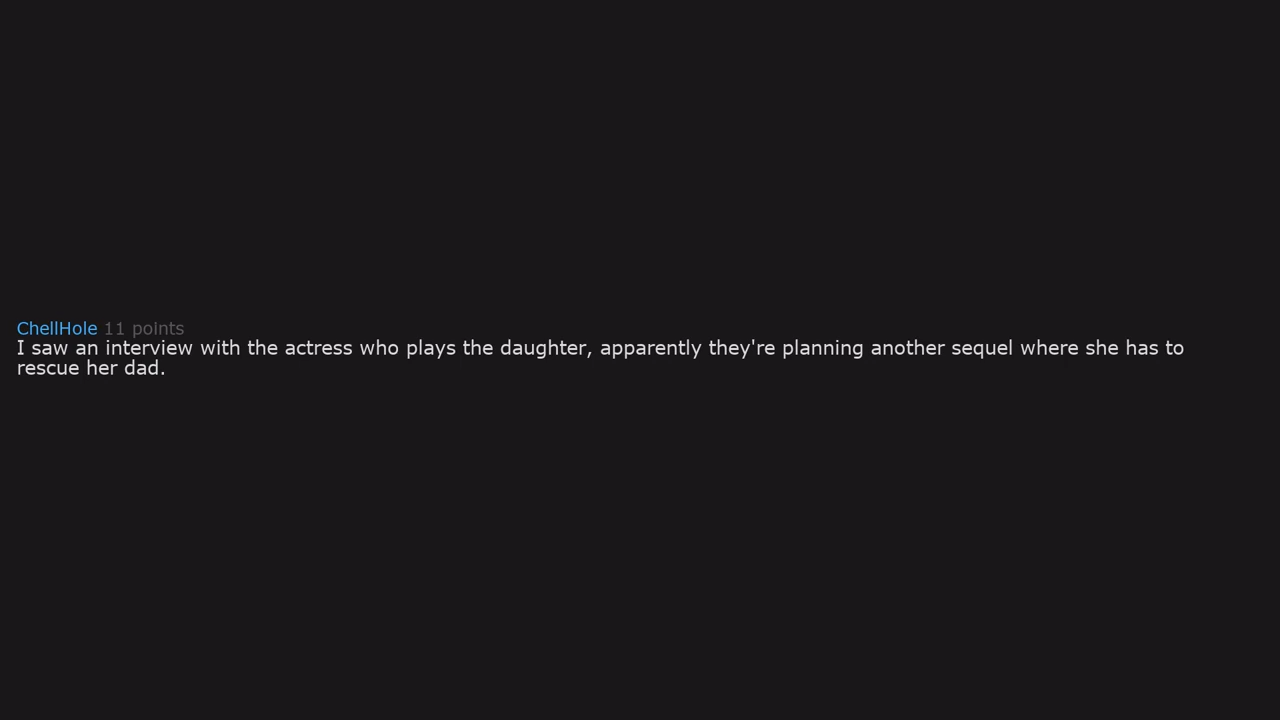 ChellHole 11 points
I saw an interview with the actress who plays the daughter, apparently they're planning another sequel where she has to
rescue her dad.